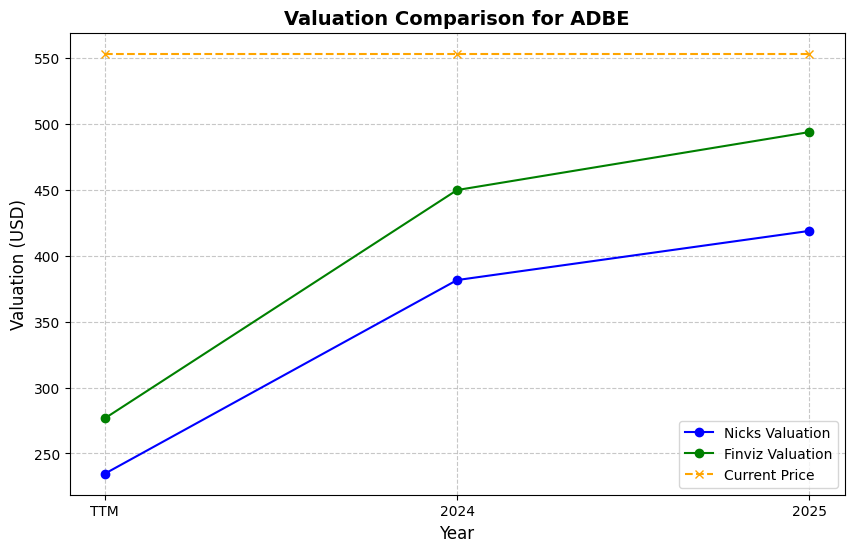 Valuation Comparison for ADBE
Valuation (USD)
550
500
450
400
350
300
250
TTM
2024
2025
Year
Nicks Valuation
Finviz Valuation
Current Price